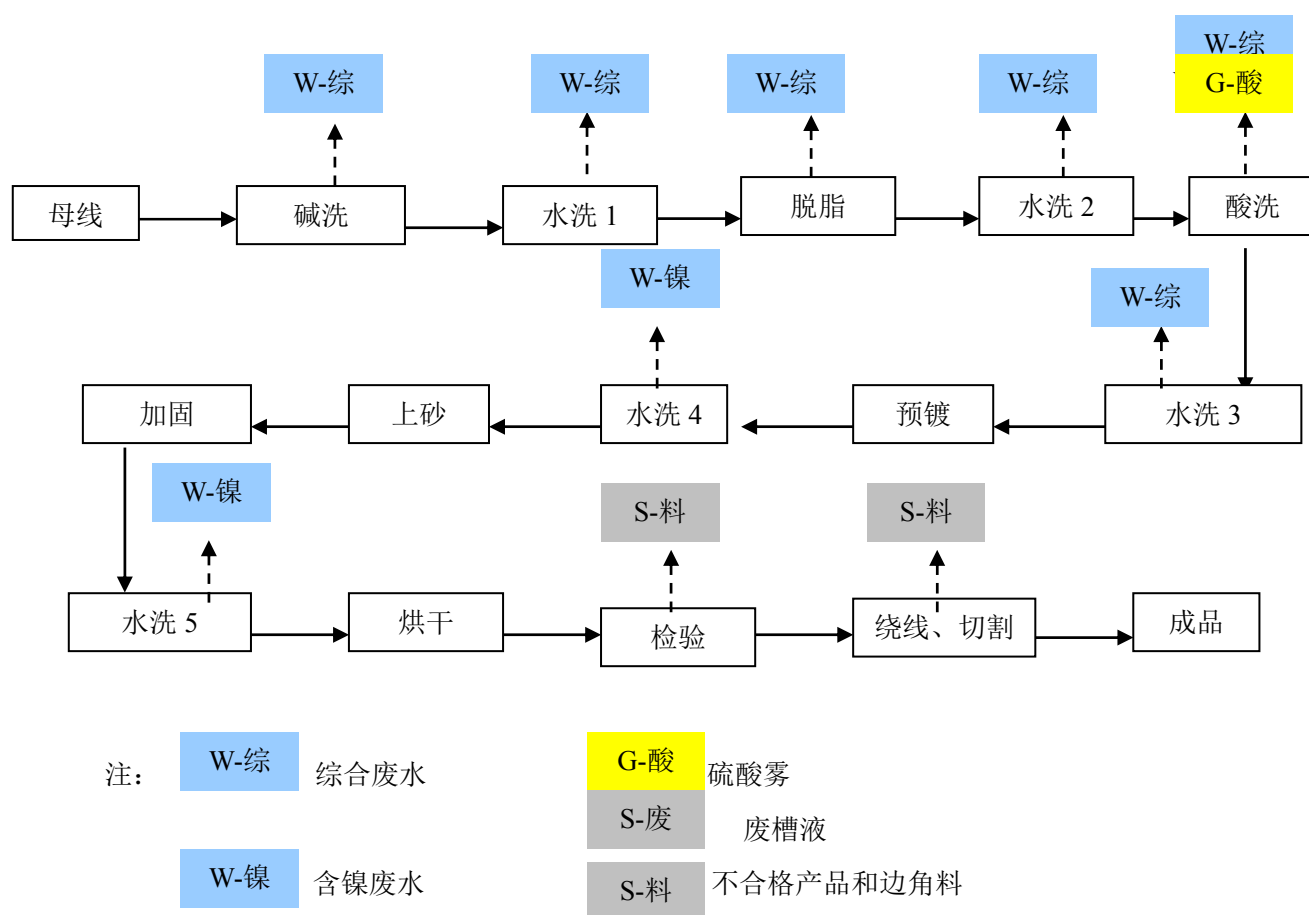 W-综
W-综 W-综 W-综 W-综 G-酸
母线 碱洗 水洗 1 脱脂 水洗 2 酸洗
W-镍 W-综
加固 上砂 水洗 4 预镀 水洗 3
W-镍 S-料 S-料
水洗 5 烘干 检验 绕线、切割 成品
注： W-综 综合废水 G-酸 硫酸雾
S-废 废槽液
W-镍 含镍废水 S-料 不合格产品和边角料